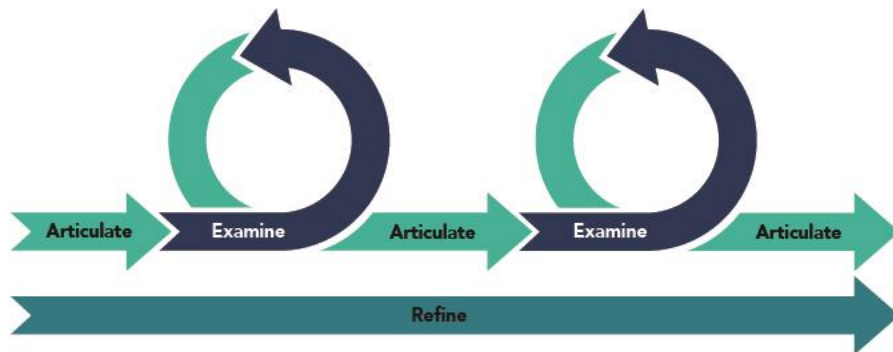 Articulate
Examine
Articulate
Examine
Articulate
Refine